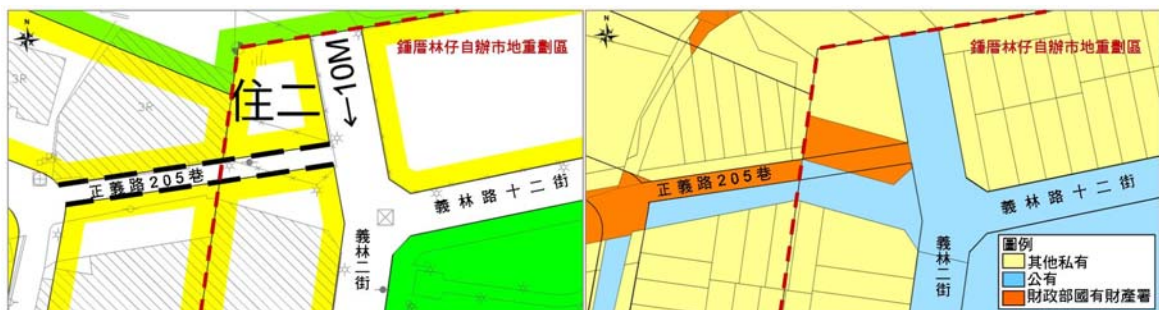 N
鍾厝林仔自辦市地重劃區
3R
2R
住二
←10M
正義路205巷
義林路十二街
義林二街
N
鍾厝林仔自辦市地重劃區
正義路205巷
義林路十二街
義林二街
圖例
其他私有
公有
財政部國有財產署